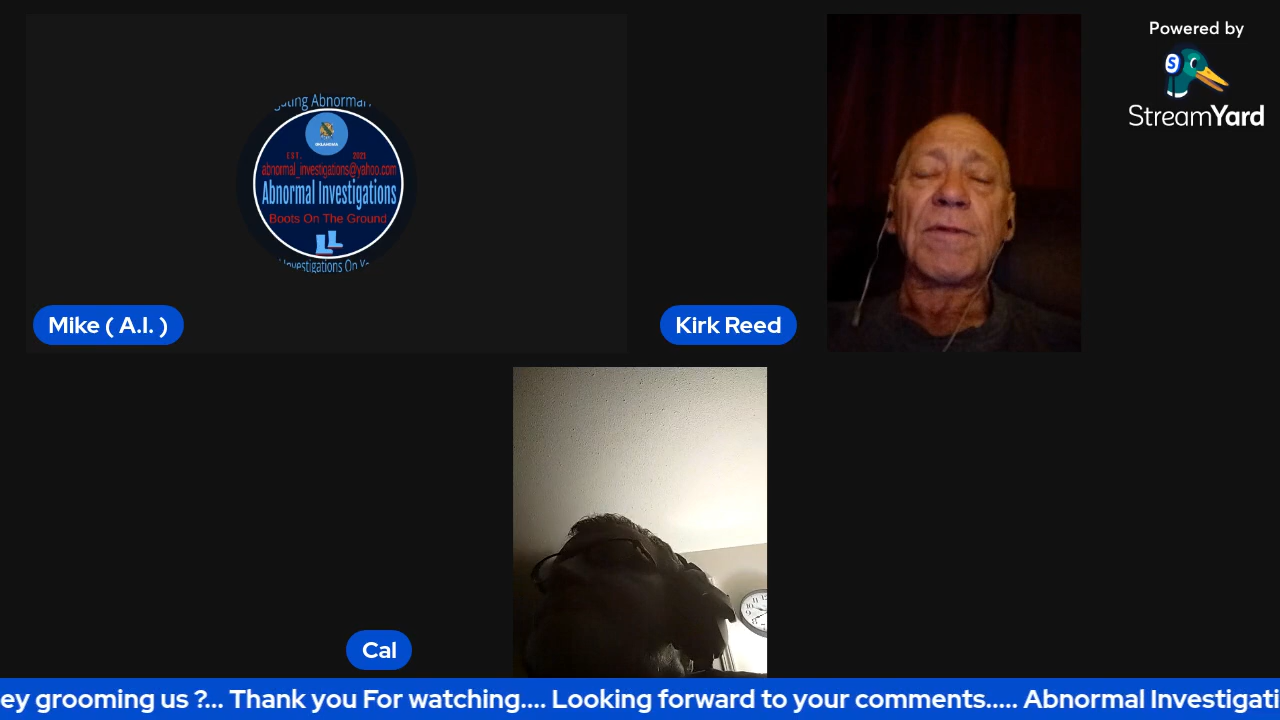 Powered by
StreamYard
OKLAHOMA
EST. 2021
abnormal_investigations@yahoo.com
Abnormal Investigations
Boots On The Ground
Mike ( A.I. )
Kirk Reed
Cal
ey grooming us ?... Thank you For watching.... Looking forward to your comments..... Abnormal Investigati